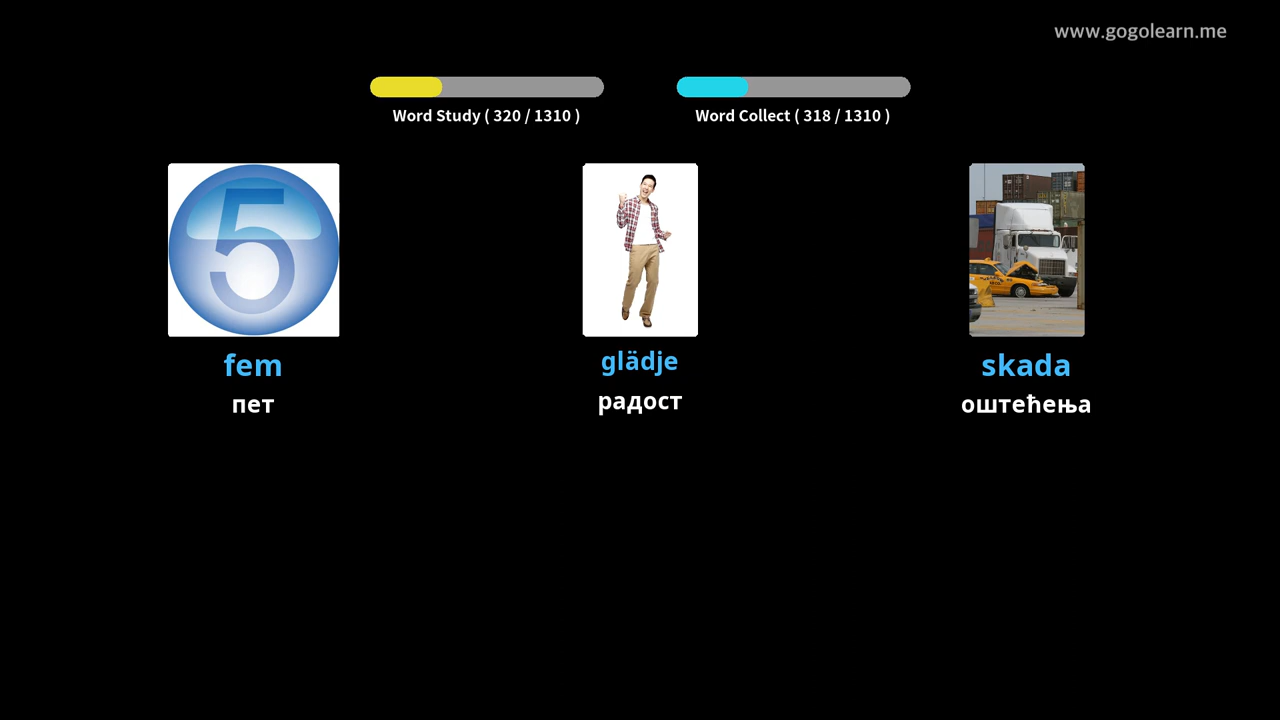 www.gogolearn.me
Word Study ( 320 / 1310 )
Word Collect ( 318 / 1310 )
5
fem
glädje
skada
пет
радост
оштећења